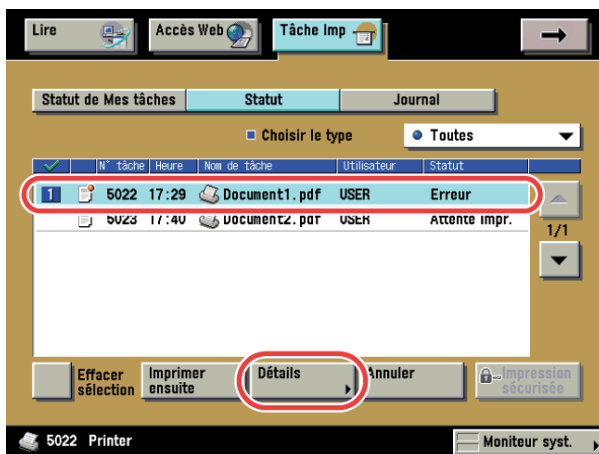 Lire Accès Web Tâche Imp
Statut de Mes tâches Statut Journal
Choisir le type Toutes
N° tâche Heure Nom de tâche Utilisateur Statut
1 5022 17:29 Document1.pdf USER Erreur
5023 17:40 Document2.pdf USER Attente Impr.
1/1
Effacer sélection Imprimer ensuite Détails Annuler Impression sécurisée
5022 Printer Moniteur syst.